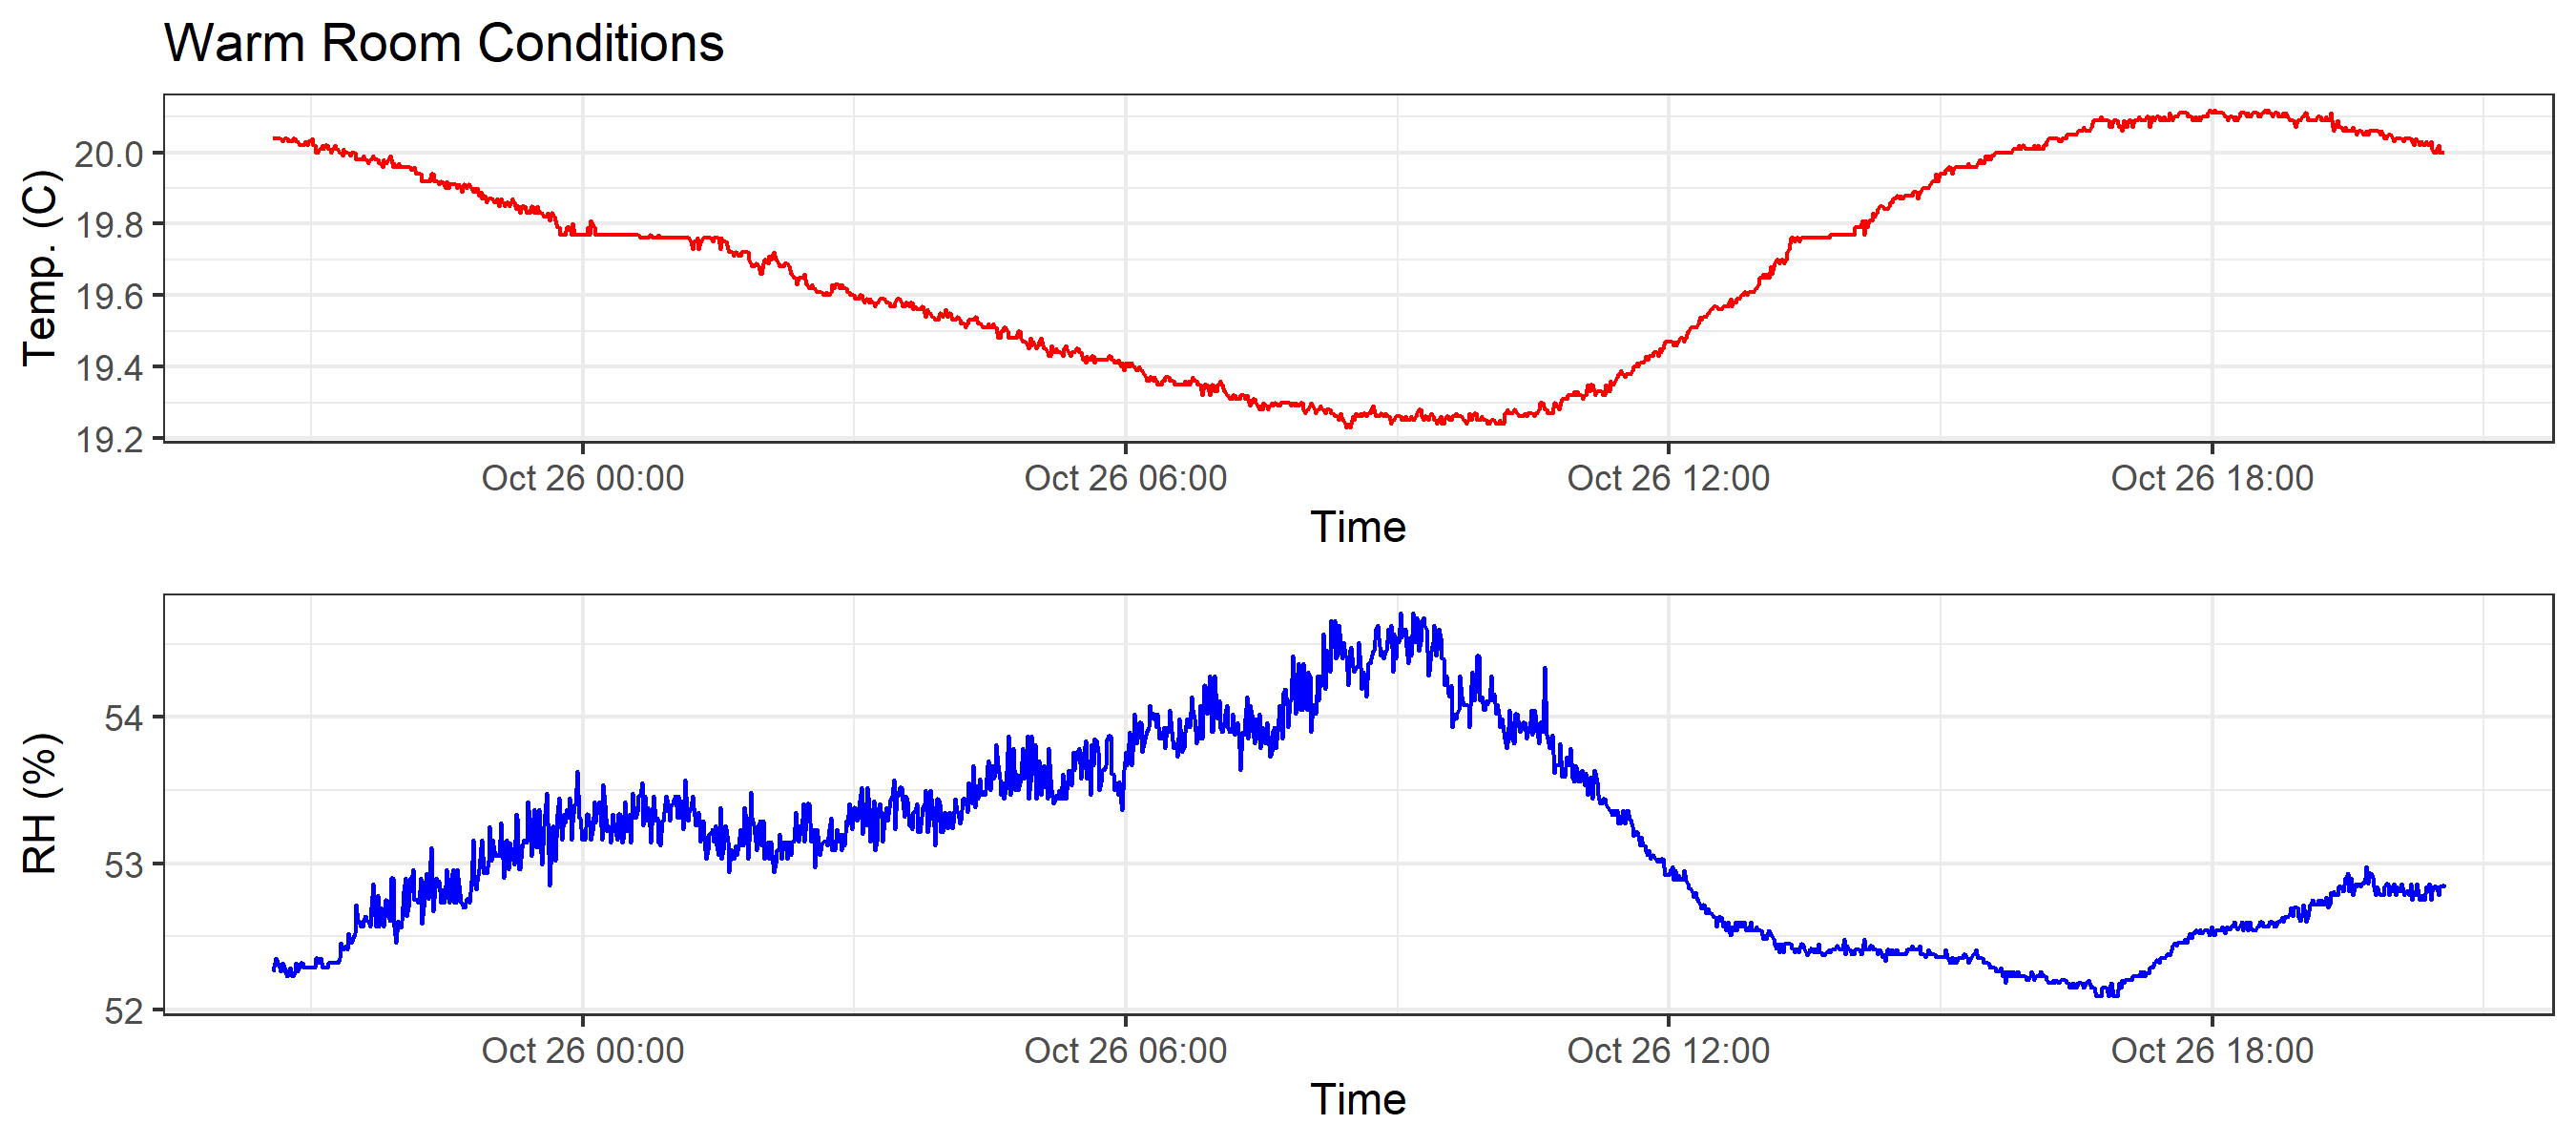 Warm Room Conditions
Temp. (C)
20.0
19.8
19.6
19.4
19.2
Oct 26 00:00 Oct 26 06:00 Oct 26 12:00 Oct 26 18:00
Time
RH (%)
54
53
52
Oct 26 00:00 Oct 26 06:00 Oct 26 12:00 Oct 26 18:00
Time